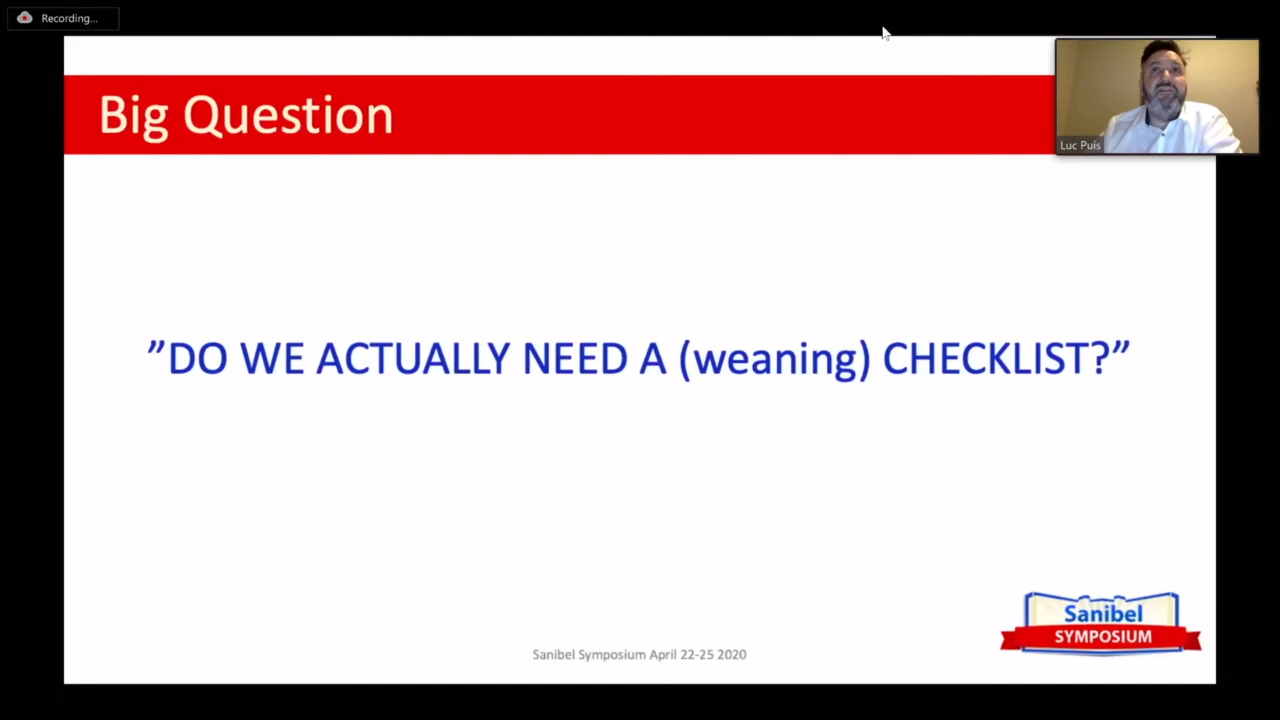 Recording...
Big Question
Luc Puis
”DO WE ACTUALLY NEED A (weaning) CHECKLIST?”
Sanibel
SYMPOSIUM
Sanibel Symposium April 22-25 2020